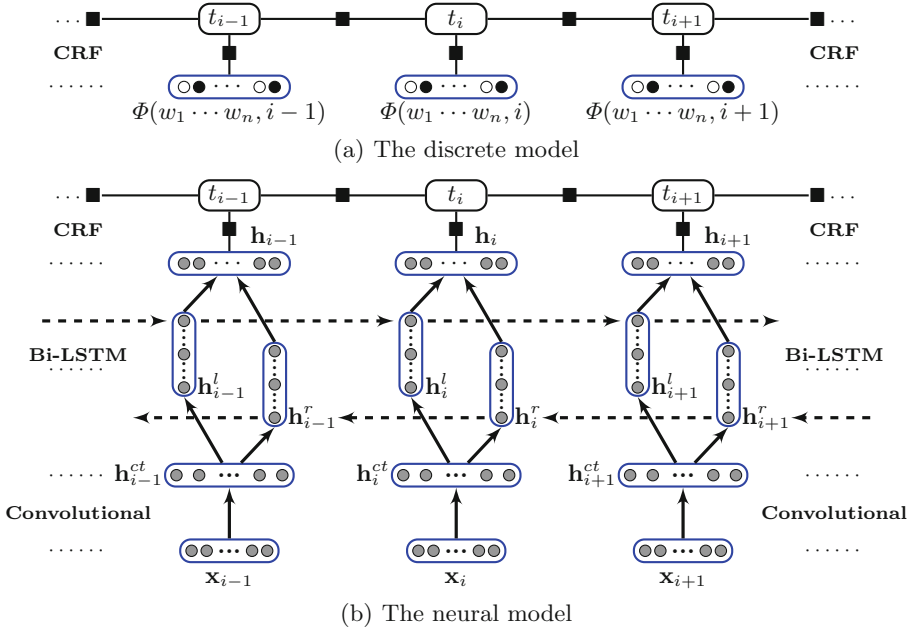 ··· t_{i−1} t_i t_{i+1} ···
CRF CRF
······ ··· ··· ··· ······
Φ(w_1 ··· w_n, i − 1) Φ(w_1 ··· w_n, i) Φ(w_1 ··· w_n, i + 1)
(a) The discrete model
··· t_{i−1} t_i t_{i+1} ···
CRF CRF
h_{i−1} h_i h_{i+1}
······ ··· ··· ··· ······
Bi-LSTM Bi-LSTM
······ ······
h^l_{i−1} h^l_i h^l_{i+1}
h^r_{i−1} h^r_i h^r_{i+1}
······ h^{ct}_{i−1} ··· h^{ct}_i ··· h^{ct}_{i+1} ··· ······
Convolutional Convolutional
······ ··· ··· ··· ······
x_{i−1} x_i x_{i+1}
(b) The neural model